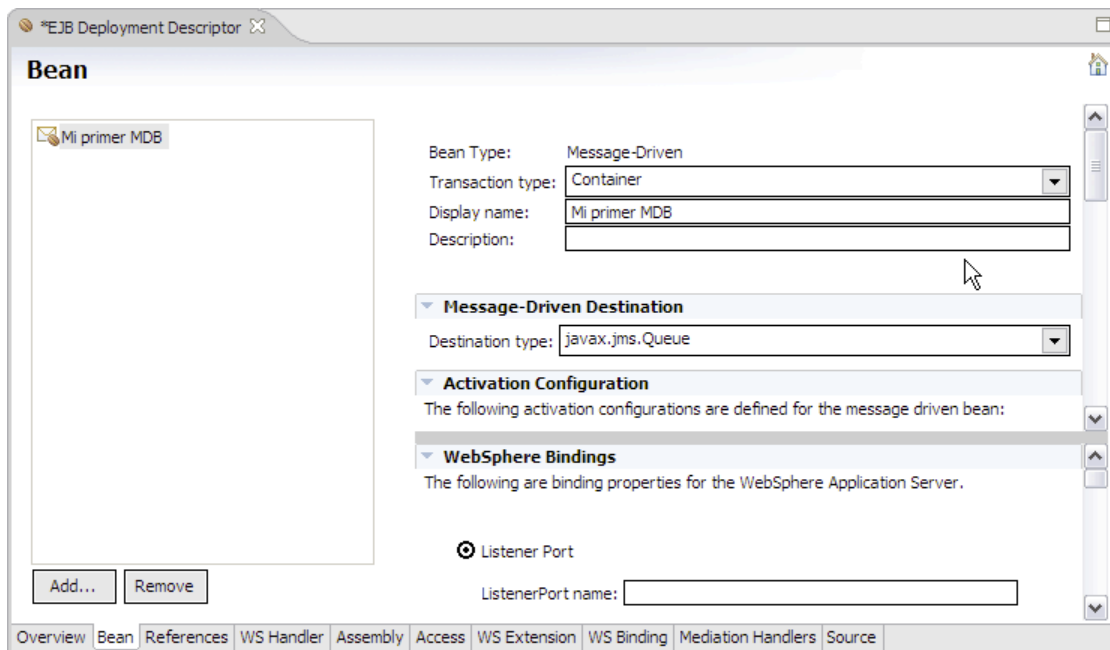 *EJB Deployment Descriptor
Bean
Mi primer MDB
Bean Type: Message-Driven
Transaction type: Container
Display name: Mi primer MDB
Description:
Message-Driven Destination
Destination type: javax.jms.Queue
Activation Configuration
The following activation configurations are defined for the message driven bean:
WebSphere Bindings
The following are binding properties for the WebSphere Application Server.
Listener Port
ListenerPort name:
Add... Remove
Overview Bean References WS Handler Assembly Access WS Extension WS Binding Mediation Handlers Source